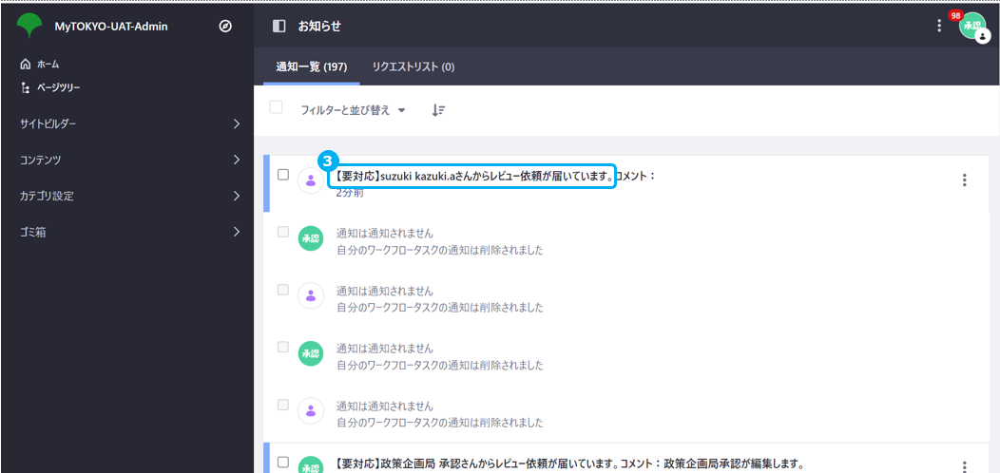 MyTOKYO-UAT-Admin
お知らせ
98
承認
ホーム
ページツリー
サイトビルダー
コンテンツ
カテゴリ設定
ゴミ箱
通知一覧 (197)
リクエストリスト (0)
フィルターと並び替え
3
【要対応】suzuki kazuki.aさんからレビュー依頼が届いています。コメント：
2分前
承認
通知は通知されません
自分のワークフロータスクの通知は削除されました
通知は通知されません
自分のワークフロータスクの通知は削除されました
承認
通知は通知されません
自分のワークフロータスクの通知は削除されました
通知は通知されません
自分のワークフロータスクの通知は削除されました
承認
【要対応】政策企画局 承認さんからレビュー依頼が届いています。コメント：政策企画局承認が編集します。